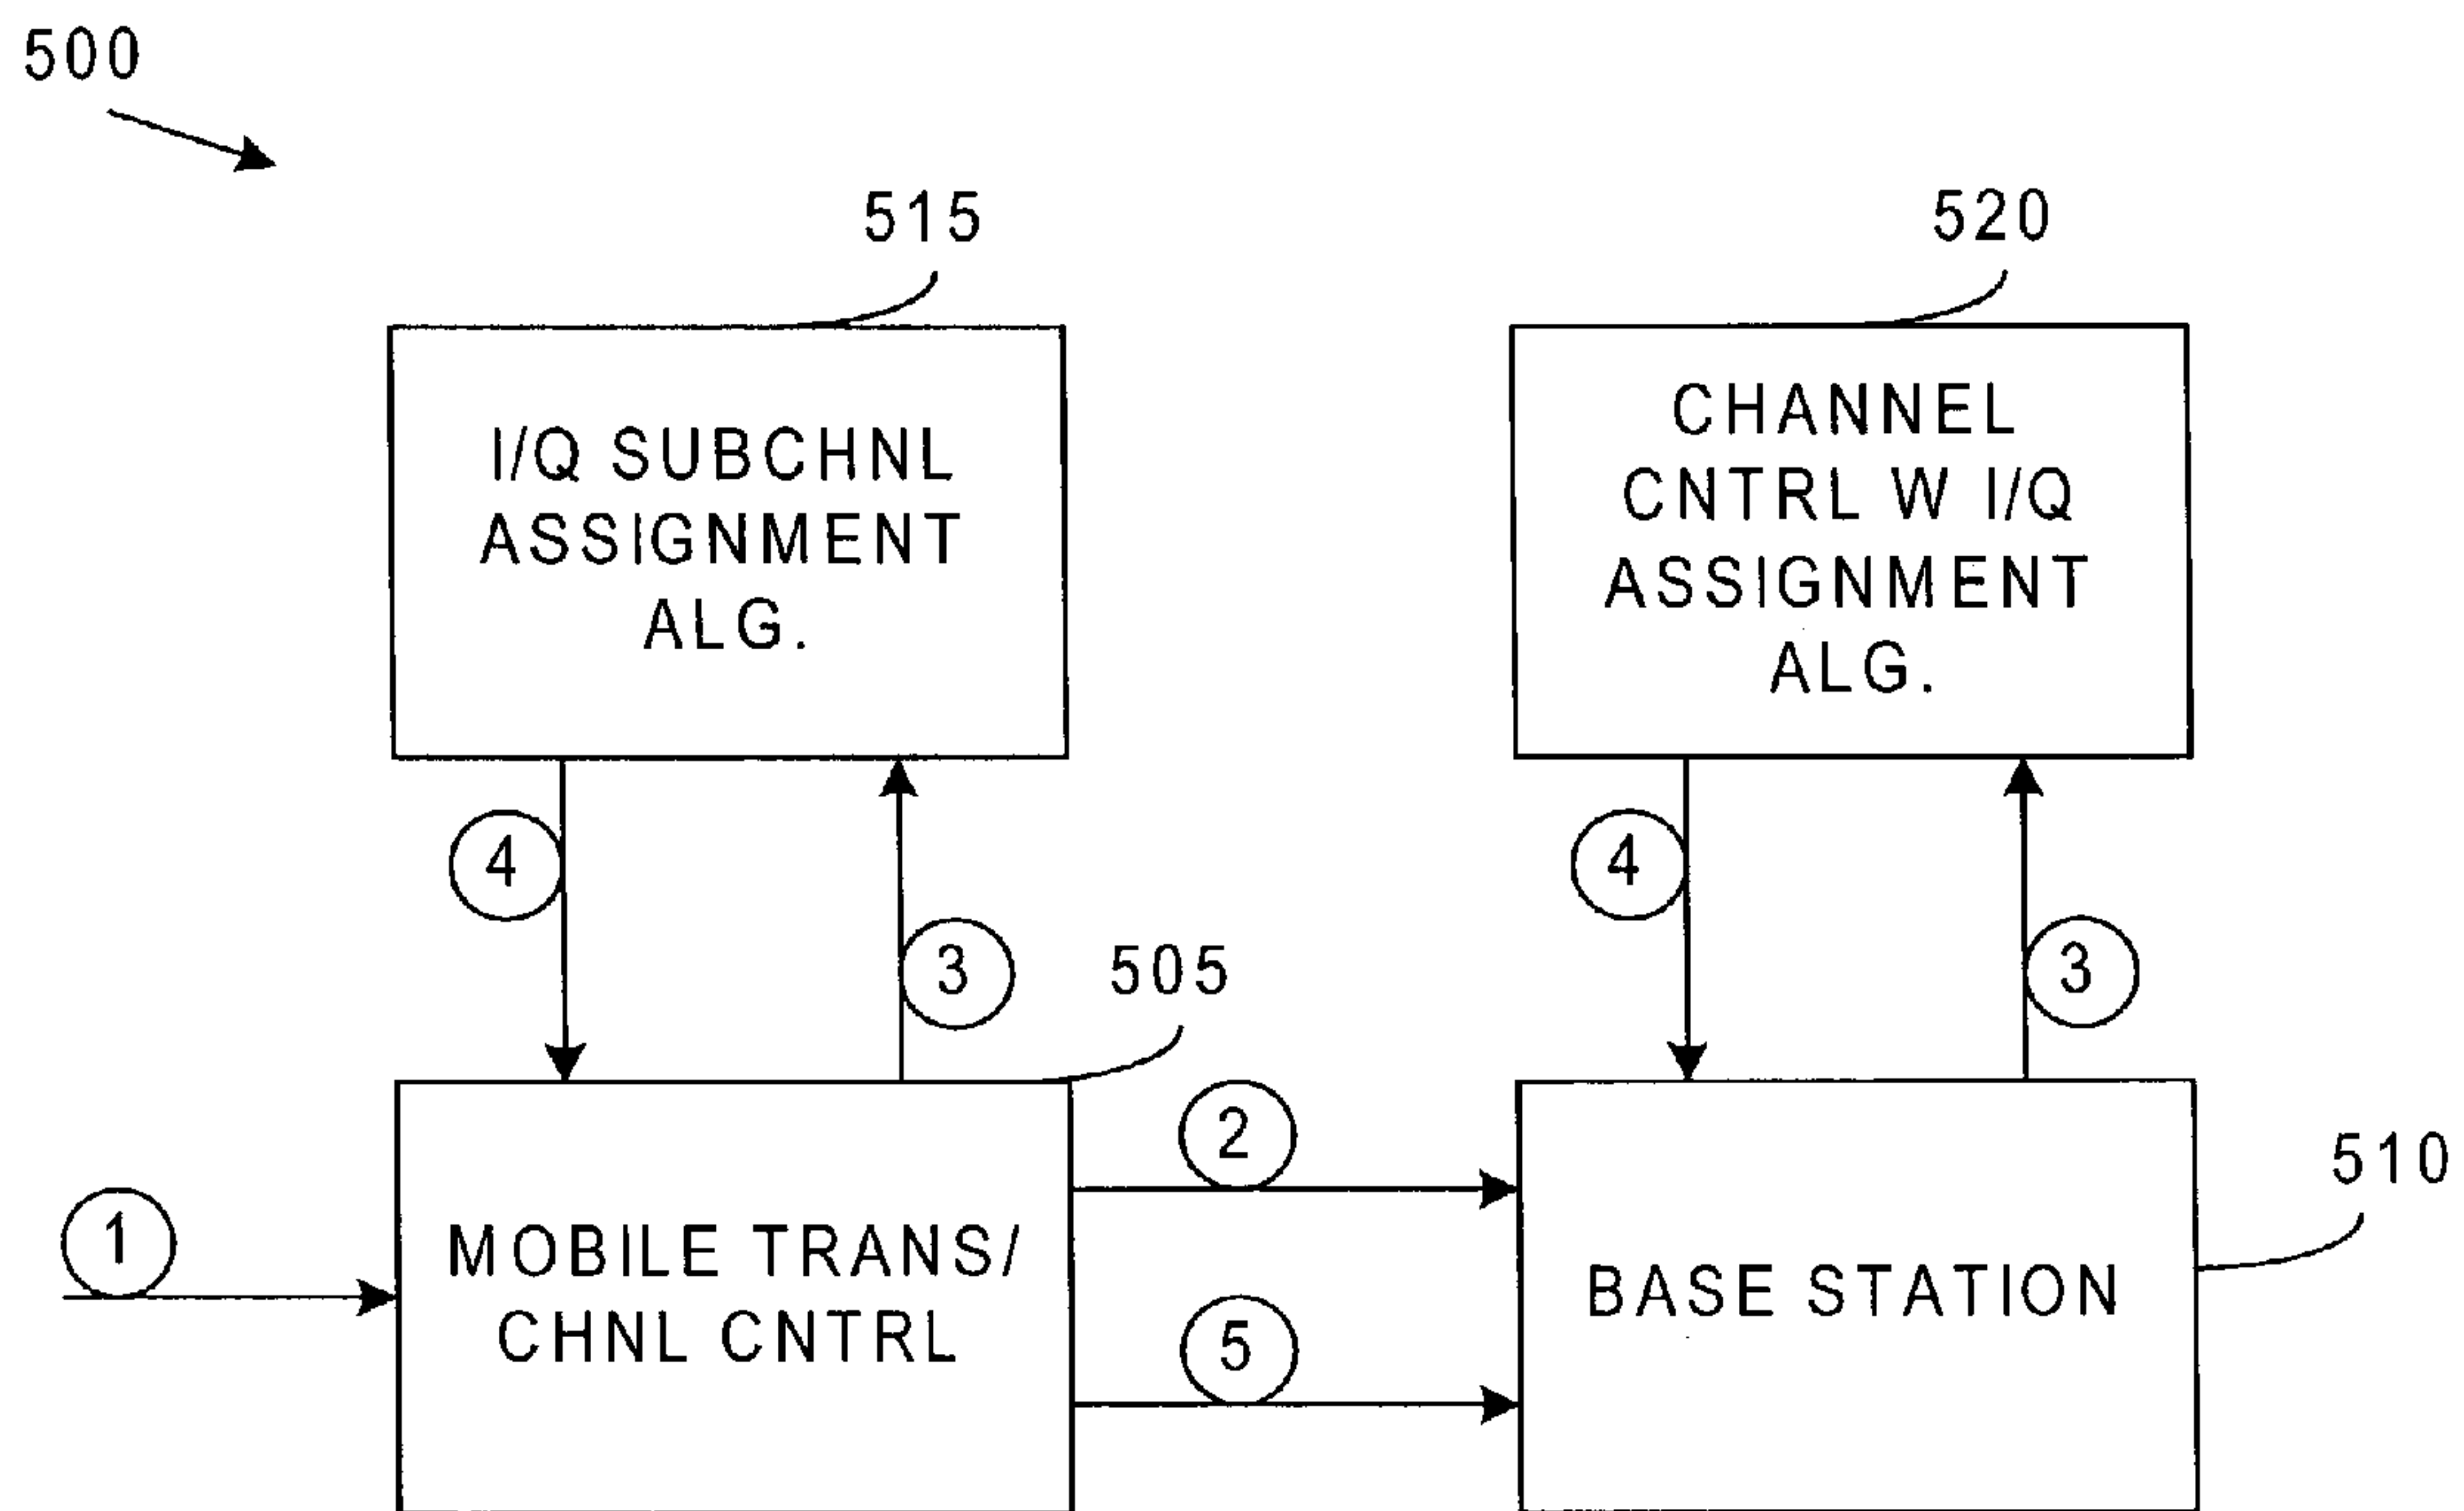 500
515
520
I/Q SUBCHNL
ASSIGNMENT
ALG.
CHANNEL
CNTRL W I/Q
ASSIGNMENT
ALG.
4
3
4
3
505
510
1
2
5
MOBILE TRANS/
CHNL CNTRL
BASE STATION